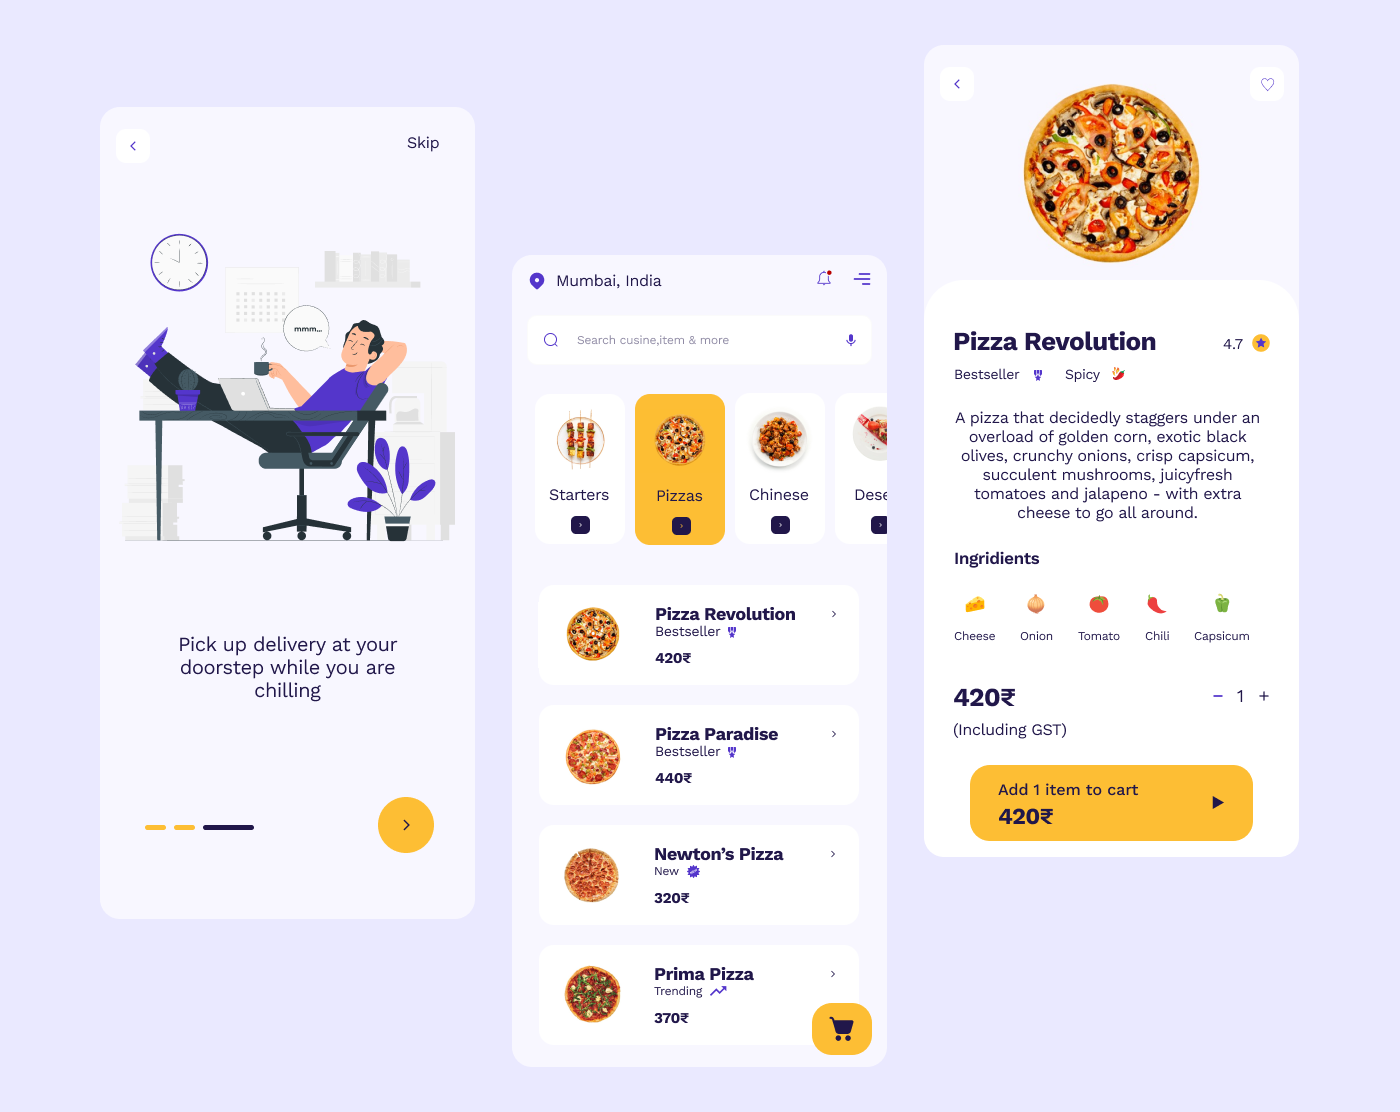 Skip
mmm...
Pick up delivery at your
doorstep while you are
chilling
Mumbai, India
Search cusine,item & more
Starters
Pizzas
Chinese
Dese
Pizza Revolution
Bestseller
420₹
Pizza Paradise
Bestseller
440₹
Newton’s Pizza
New
320₹
Prima Pizza
Trending
370₹
Pizza Revolution
4.7
Bestseller Spicy
A pizza that decidedly staggers under an
overload of golden corn, exotic black
olives, crunchy onions, crisp capsicum,
succulent mushrooms, juicyfresh
tomatoes and jalapeno - with extra
cheese to go all around.
Ingridients
Cheese Onion Tomato Chili Capsicum
420₹
− 1 +
(Including GST)
Add 1 item to cart
420₹